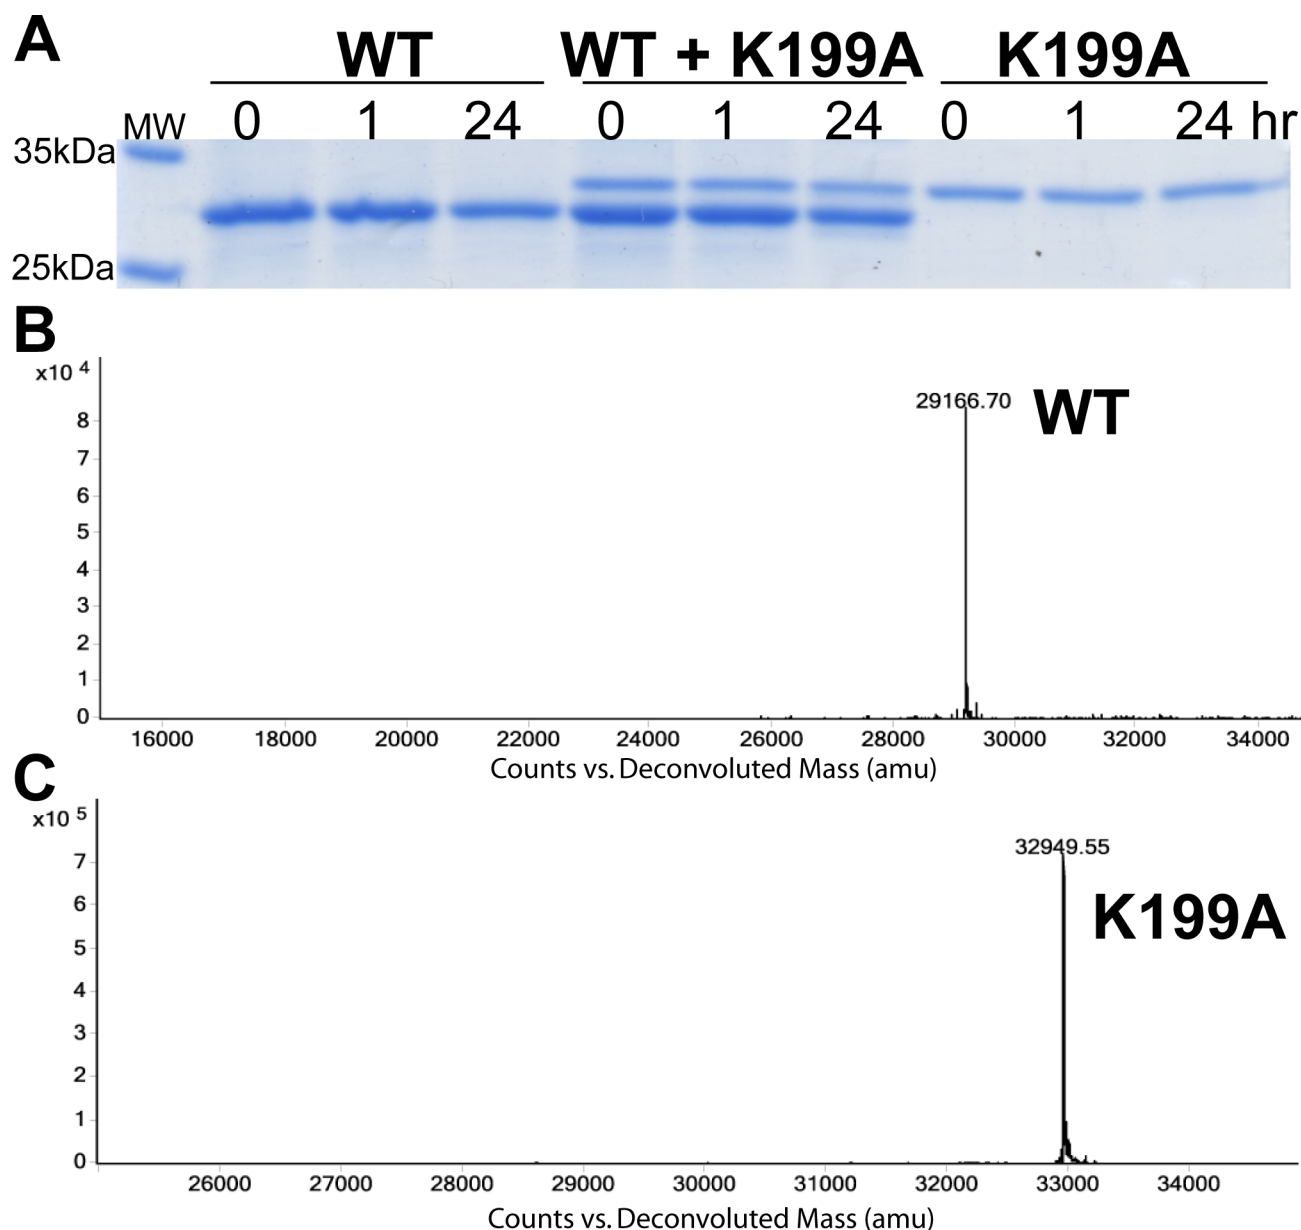 A
WT WT + K199A K199A
MW 0 1 24 0 1 24 0 1 24 hr
35kDa
25kDa
B
x10 4
29166.70 WT
8
7
6
5
4
3
2
1
0
16000 18000 20000 22000 24000 26000 28000 30000 32000 34000
Counts vs. Deconvoluted Mass (amu)
C
x10 5
32949.55
7
K199A
6
5
4
3
2
1
0
26000 27000 28000 29000 30000 31000 32000 33000 34000
Counts vs. Deconvoluted Mass (amu)